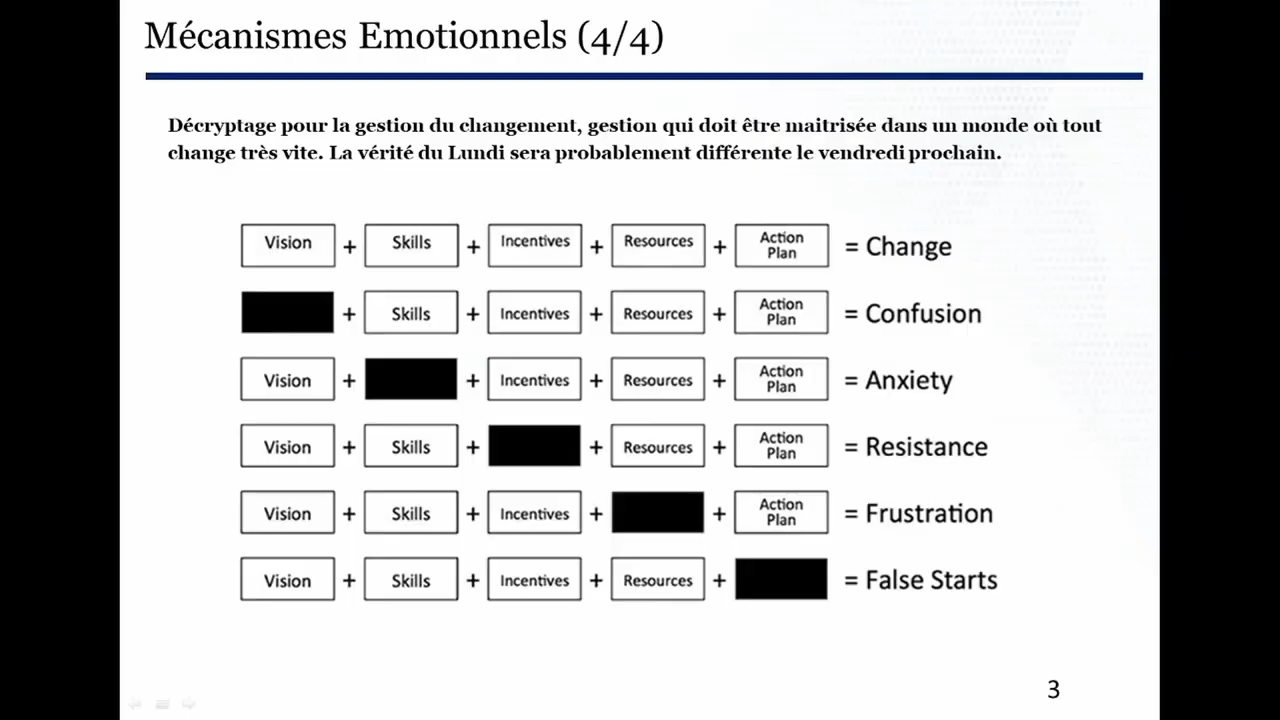 Mécanismes Emotionnels (4/4)
Décryptage pour la gestion du changement, gestion qui doit être maitrisée dans un monde où tout
change très vite. La vérité du Lundi sera probablement différente le vendredi prochain.
Vision + Skills + Incentives + Resources + Action Plan = Change
+ Skills + Incentives + Resources + Action Plan = Confusion
Vision + + Incentives + Resources + Action Plan = Anxiety
Vision + Skills + + Resources + Action Plan = Resistance
Vision + Skills + Incentives + + Action Plan = Frustration
Vision + Skills + Incentives + Resources + = False Starts
3